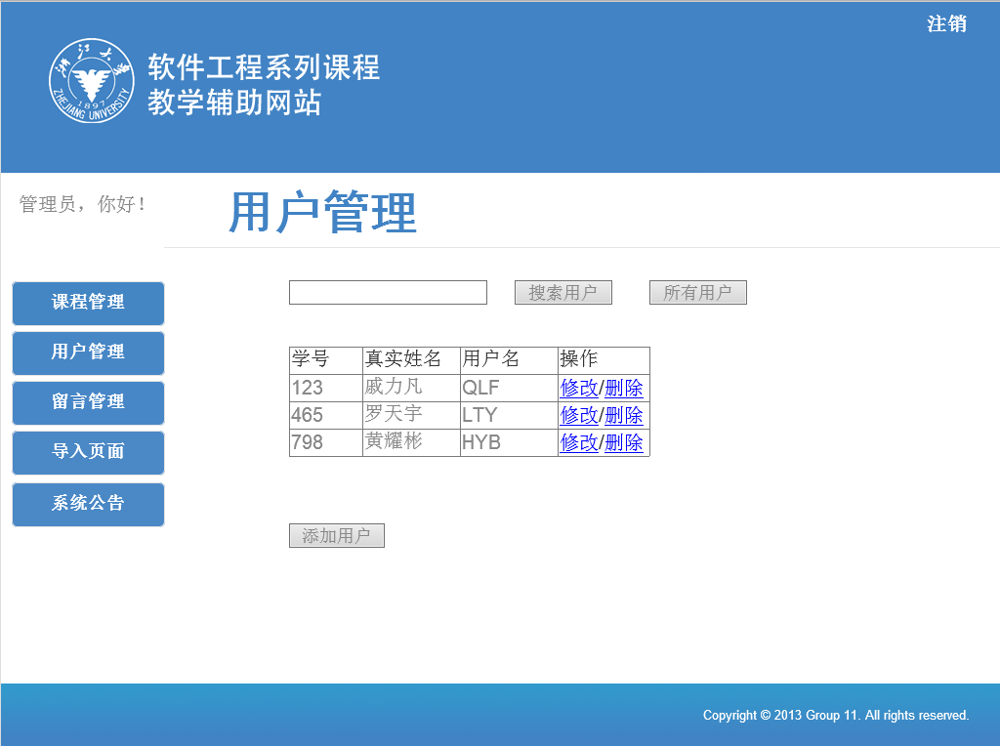 注销
浙江大学
1897
ZHEJIANG UNIVERSITY
软件工程系列课程
教学辅助网站
管理员，你好！
用户管理
课程管理
用户管理
留言管理
导入页面
系统公告
搜索用户 所有用户
学号 真实姓名 用户名 操作
123 戚力凡 QLF 修改/删除
465 罗天宇 LTY 修改/删除
798 黄耀彬 HYB 修改/删除
添加用户
Copyright © 2013 Group 11. All rights reserved.